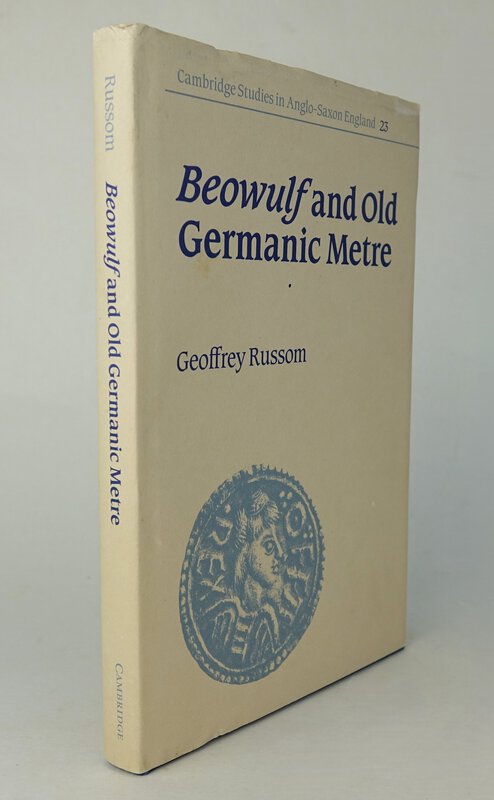 Cambridge Studies in Anglo-Saxon England 23
Beowulf and Old
Germanic Metre
Geoffrey Russom
Russom
Beowulf and Old Germanic Metre
CAMBRIDGE